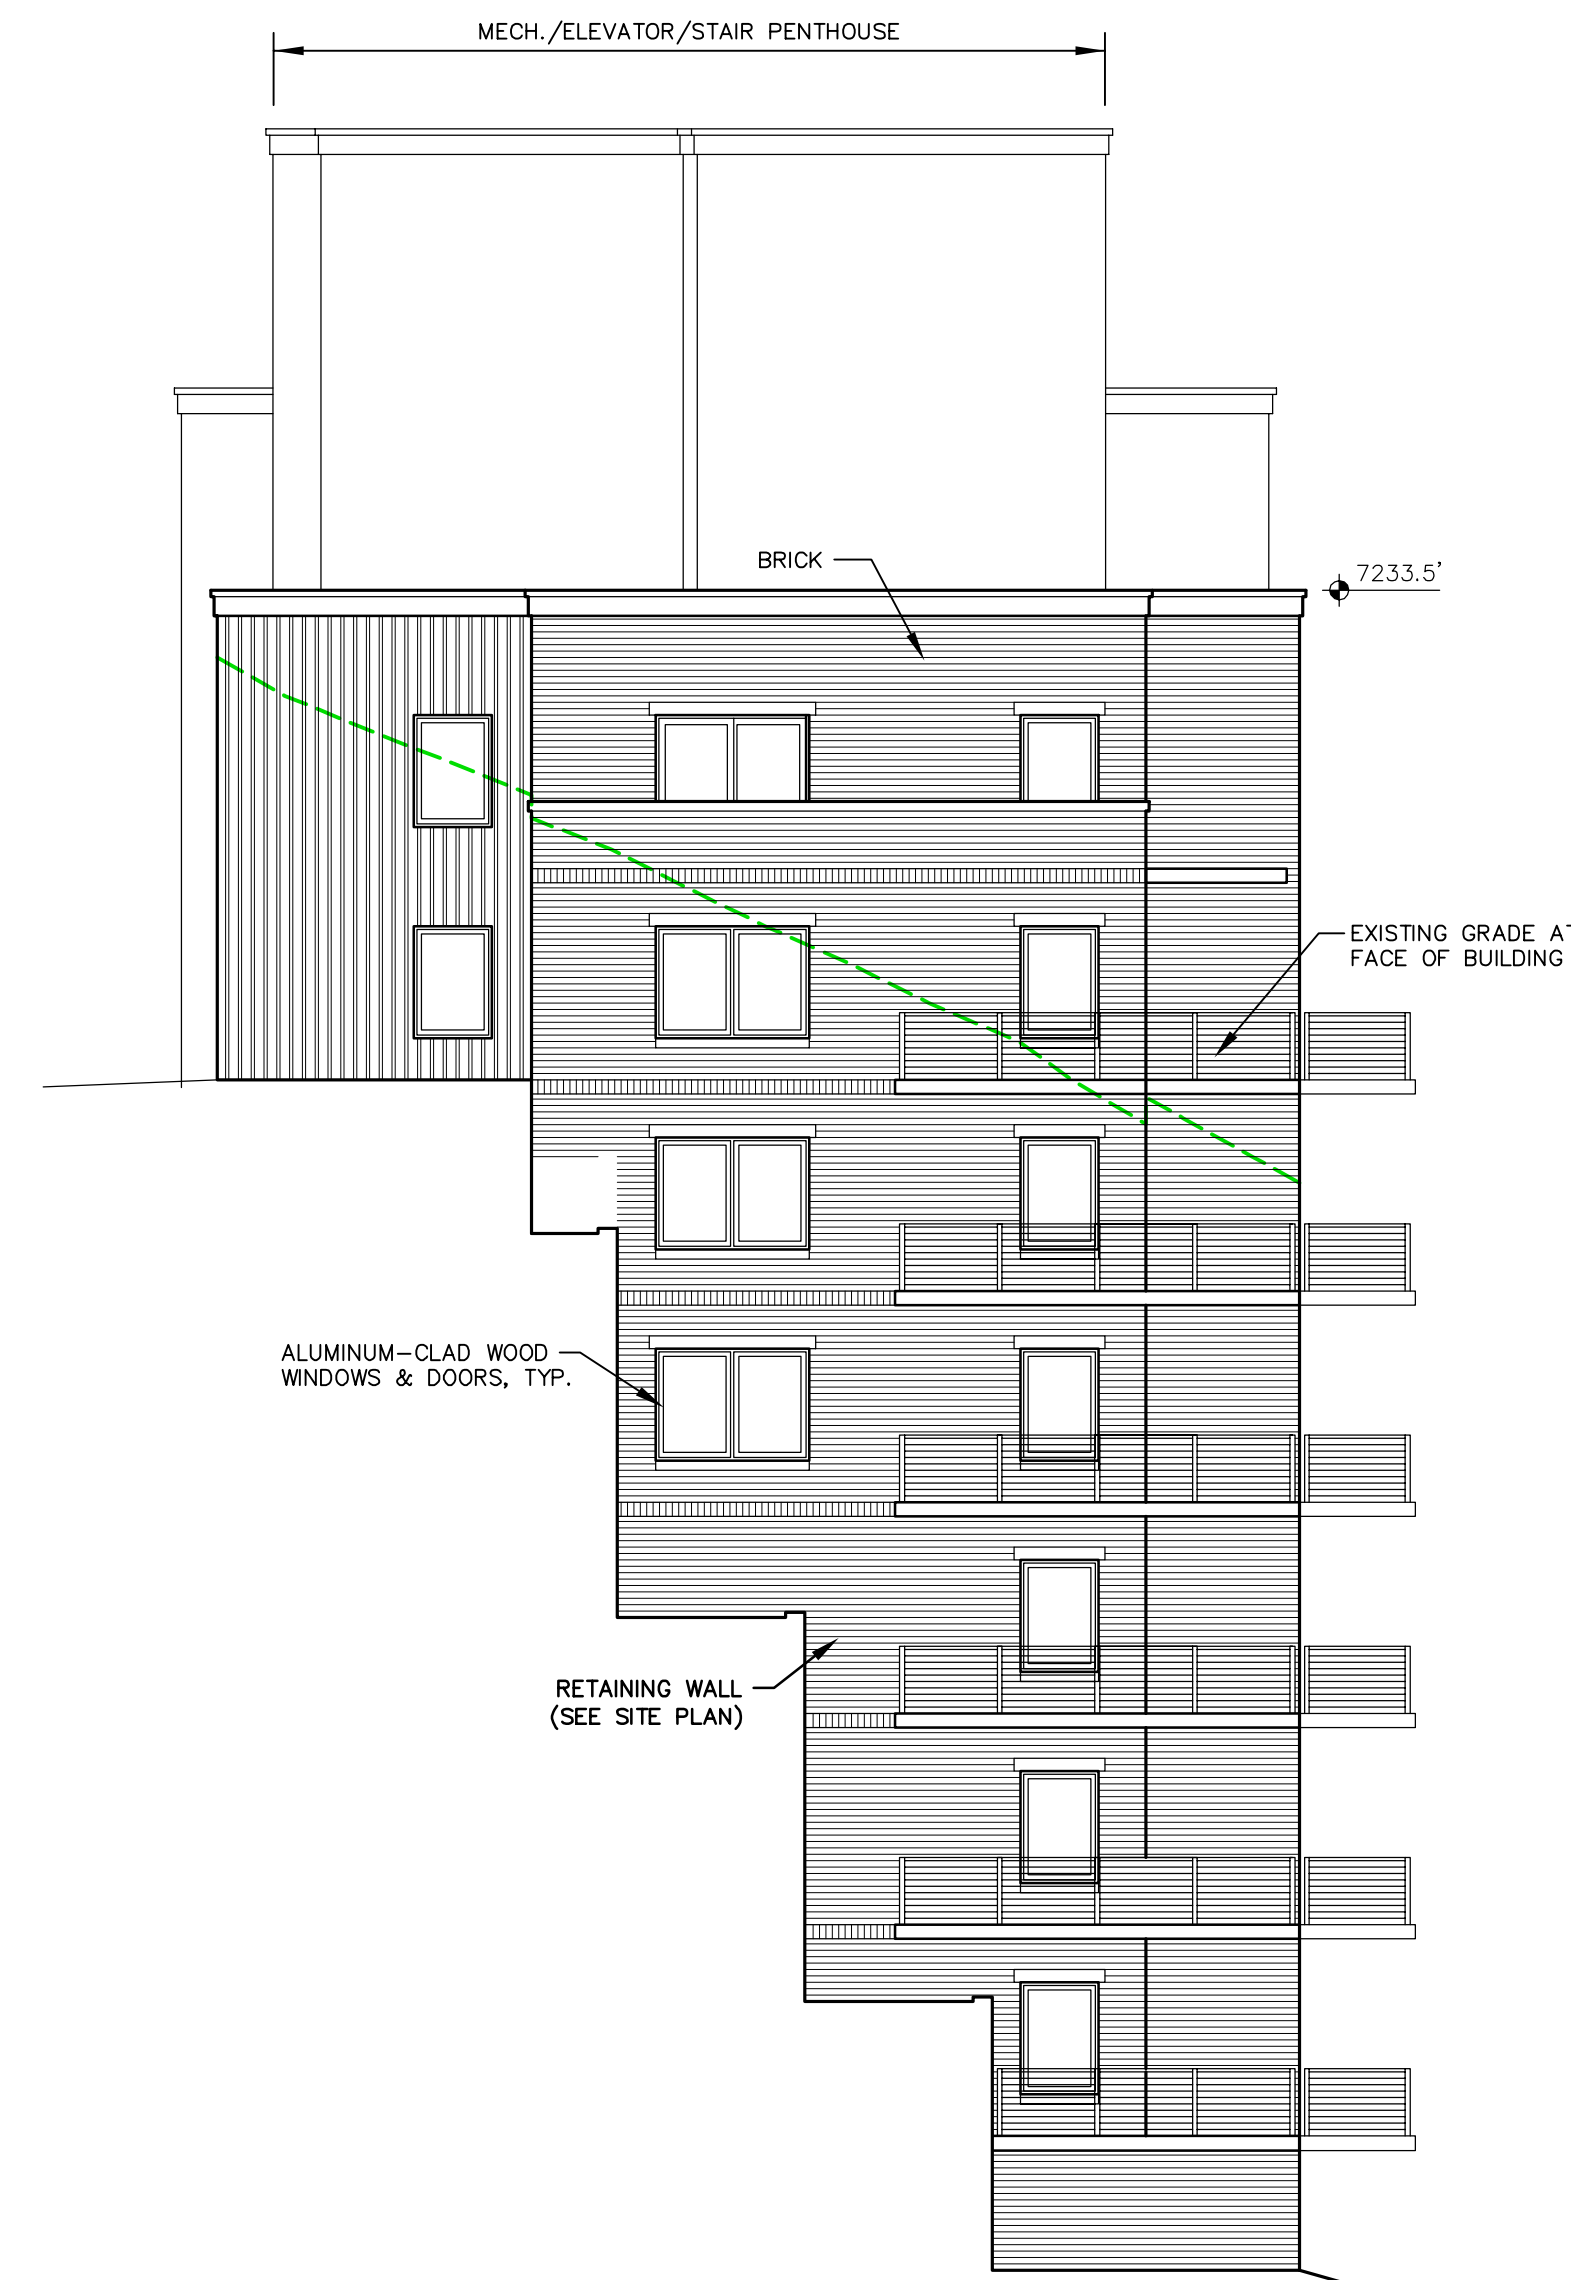 MECH./ELEVATOR/STAIR PENTHOUSE
BRICK
7233.5'
EXISTING GRADE AT
FACE OF BUILDING
ALUMINUM-CLAD WOOD
WINDOWS & DOORS, TYP.
RETAINING WALL
(SEE SITE PLAN)